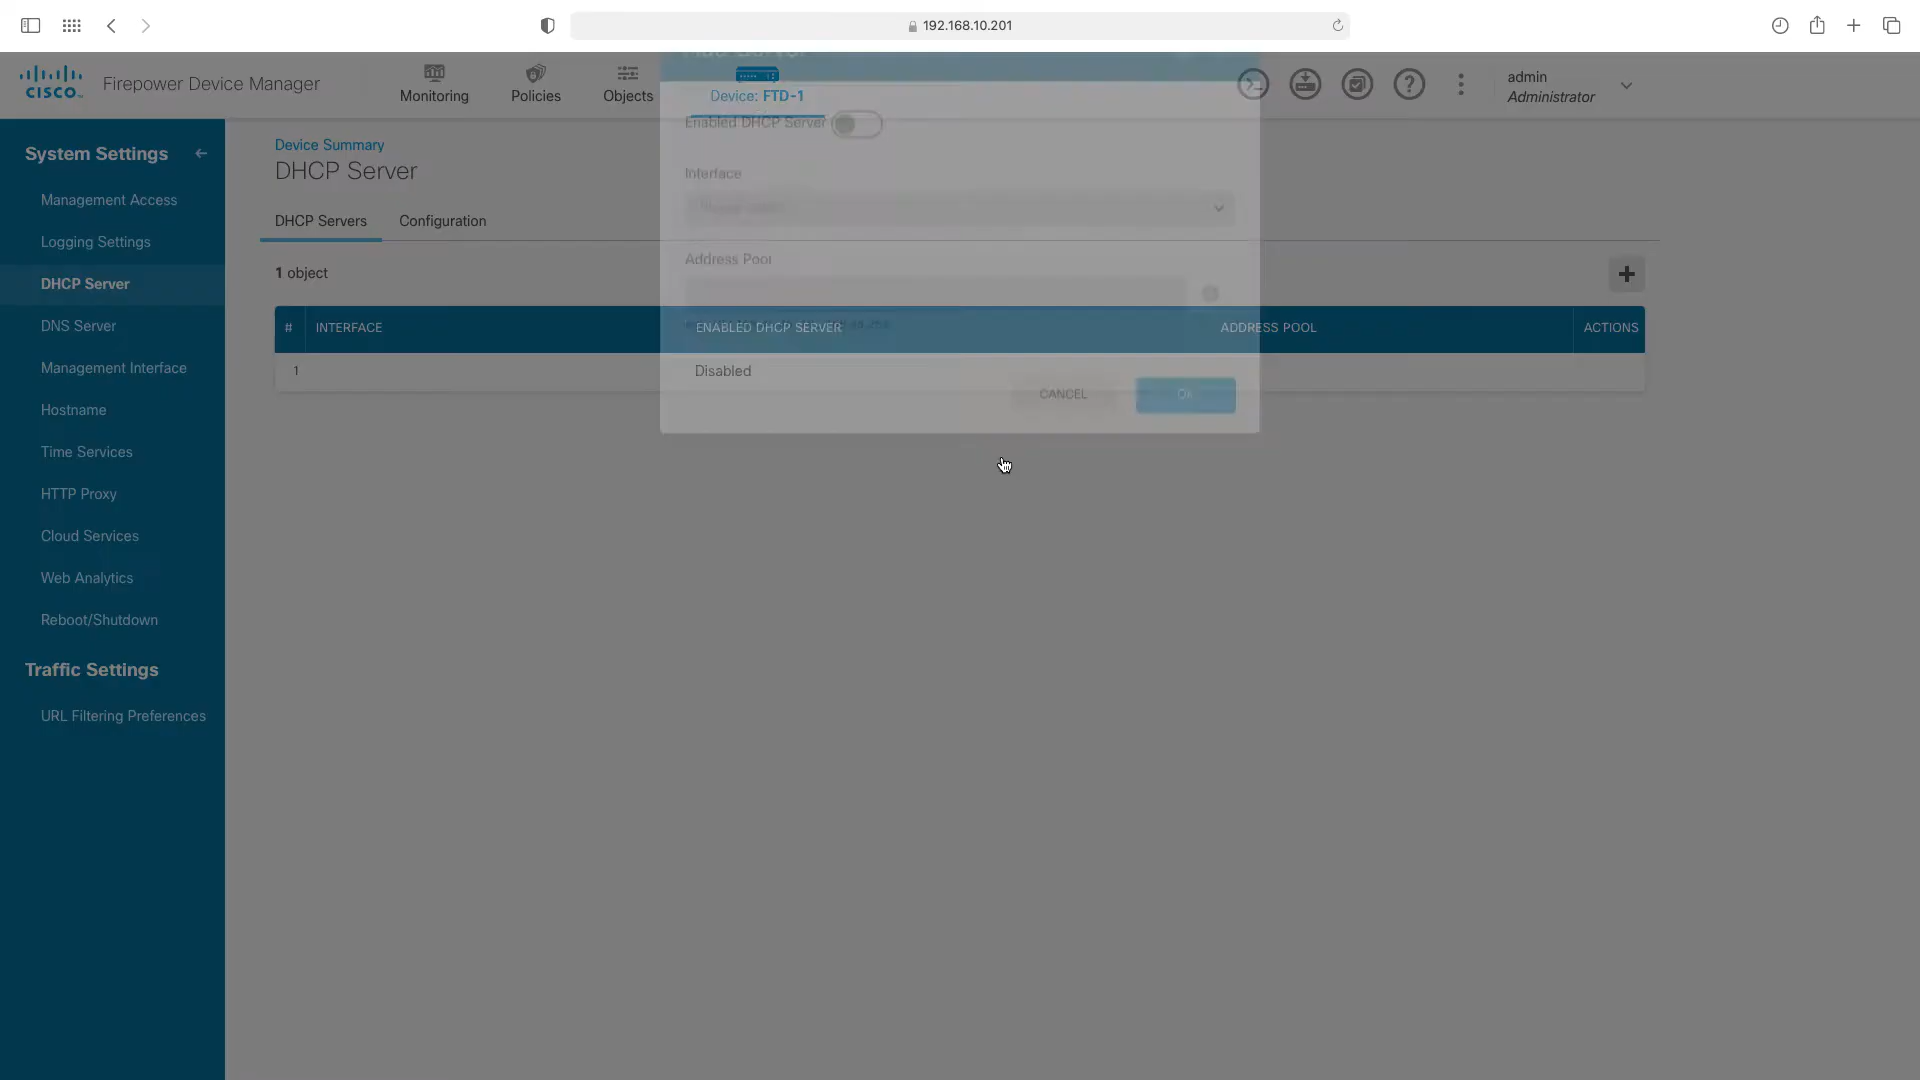 192.168.10.201
CISCO
Firepower Device Manager
Monitoring
Policies
Objects
Device: FTD-1
admin
Administrator
System Settings
Management Access
Logging Settings
DHCP Server
DNS Server
Management Interface
Hostname
Time Services
HTTP Proxy
Cloud Services
Web Analytics
Reboot/Shutdown
Traffic Settings
URL Filtering Preferences
Device Summary
DHCP Server
DHCP Servers
Configuration
1 object
# INTERFACE ENABLED DHCP SERVER ADDRESS POOL ACTIONS
1 Disabled
Enabled DHCP Server
Interface
Address Pool
CANCEL
OK